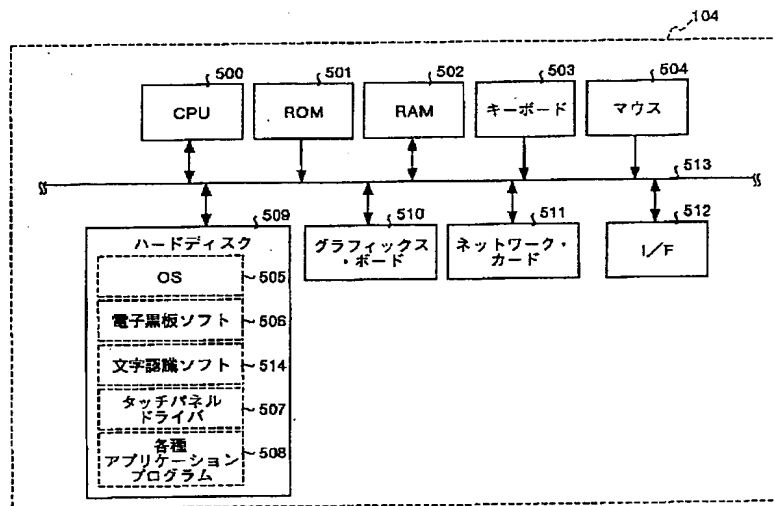 104
500
501
502
503
504
CPU
ROM
RAM
キーボード
マウス
513
509
510
511
512
ハードディスク
グラフィックス
・ボード
ネットワーク・
カード
I/F
OS
505
電子黒板ソフト
506
文字認識ソフト
514
タッチパネル
ドライバ
507
各種
アプリケーション
プログラム
508